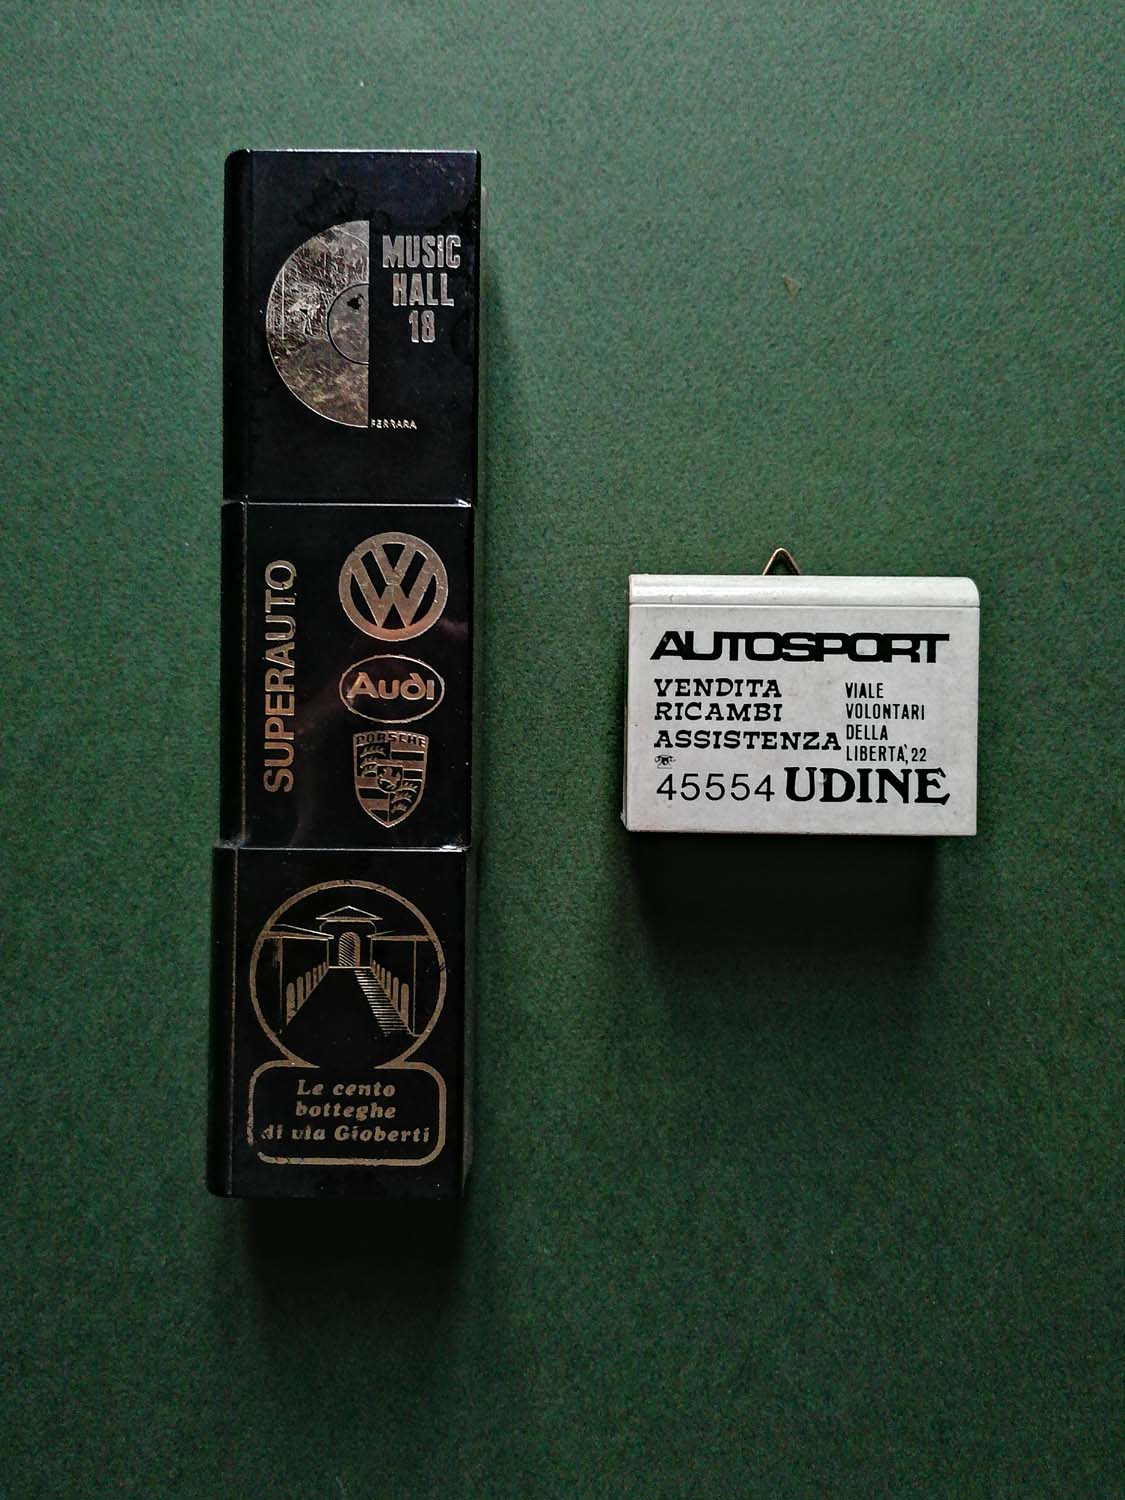 MUSIC
HALL
18
FERRARA
SUPERAUTO
VW
Audi
PORSCHE
Le cento
botteghe
di via Gioberti
AUTOSPORT
VENDITA
RICAMBI
ASSISTENZA
VIALE
VOLONTARI
DELLA
LIBERTA', 22
45554 UDINE